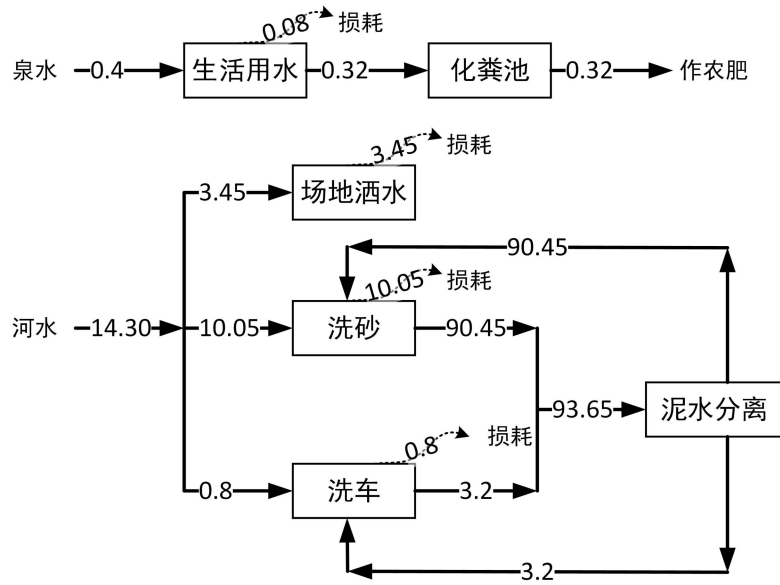 0.08 损耗
泉水 0.4 生活用水 0.32 化粪池 0.32 作农肥
3.45 损耗
3.45 场地洒水
90.45
10.05 损耗
河水 14.30 10.05 洗砂 90.45
93.65 泥水分离
0.8 损耗
0.8 洗车 3.2
3.2